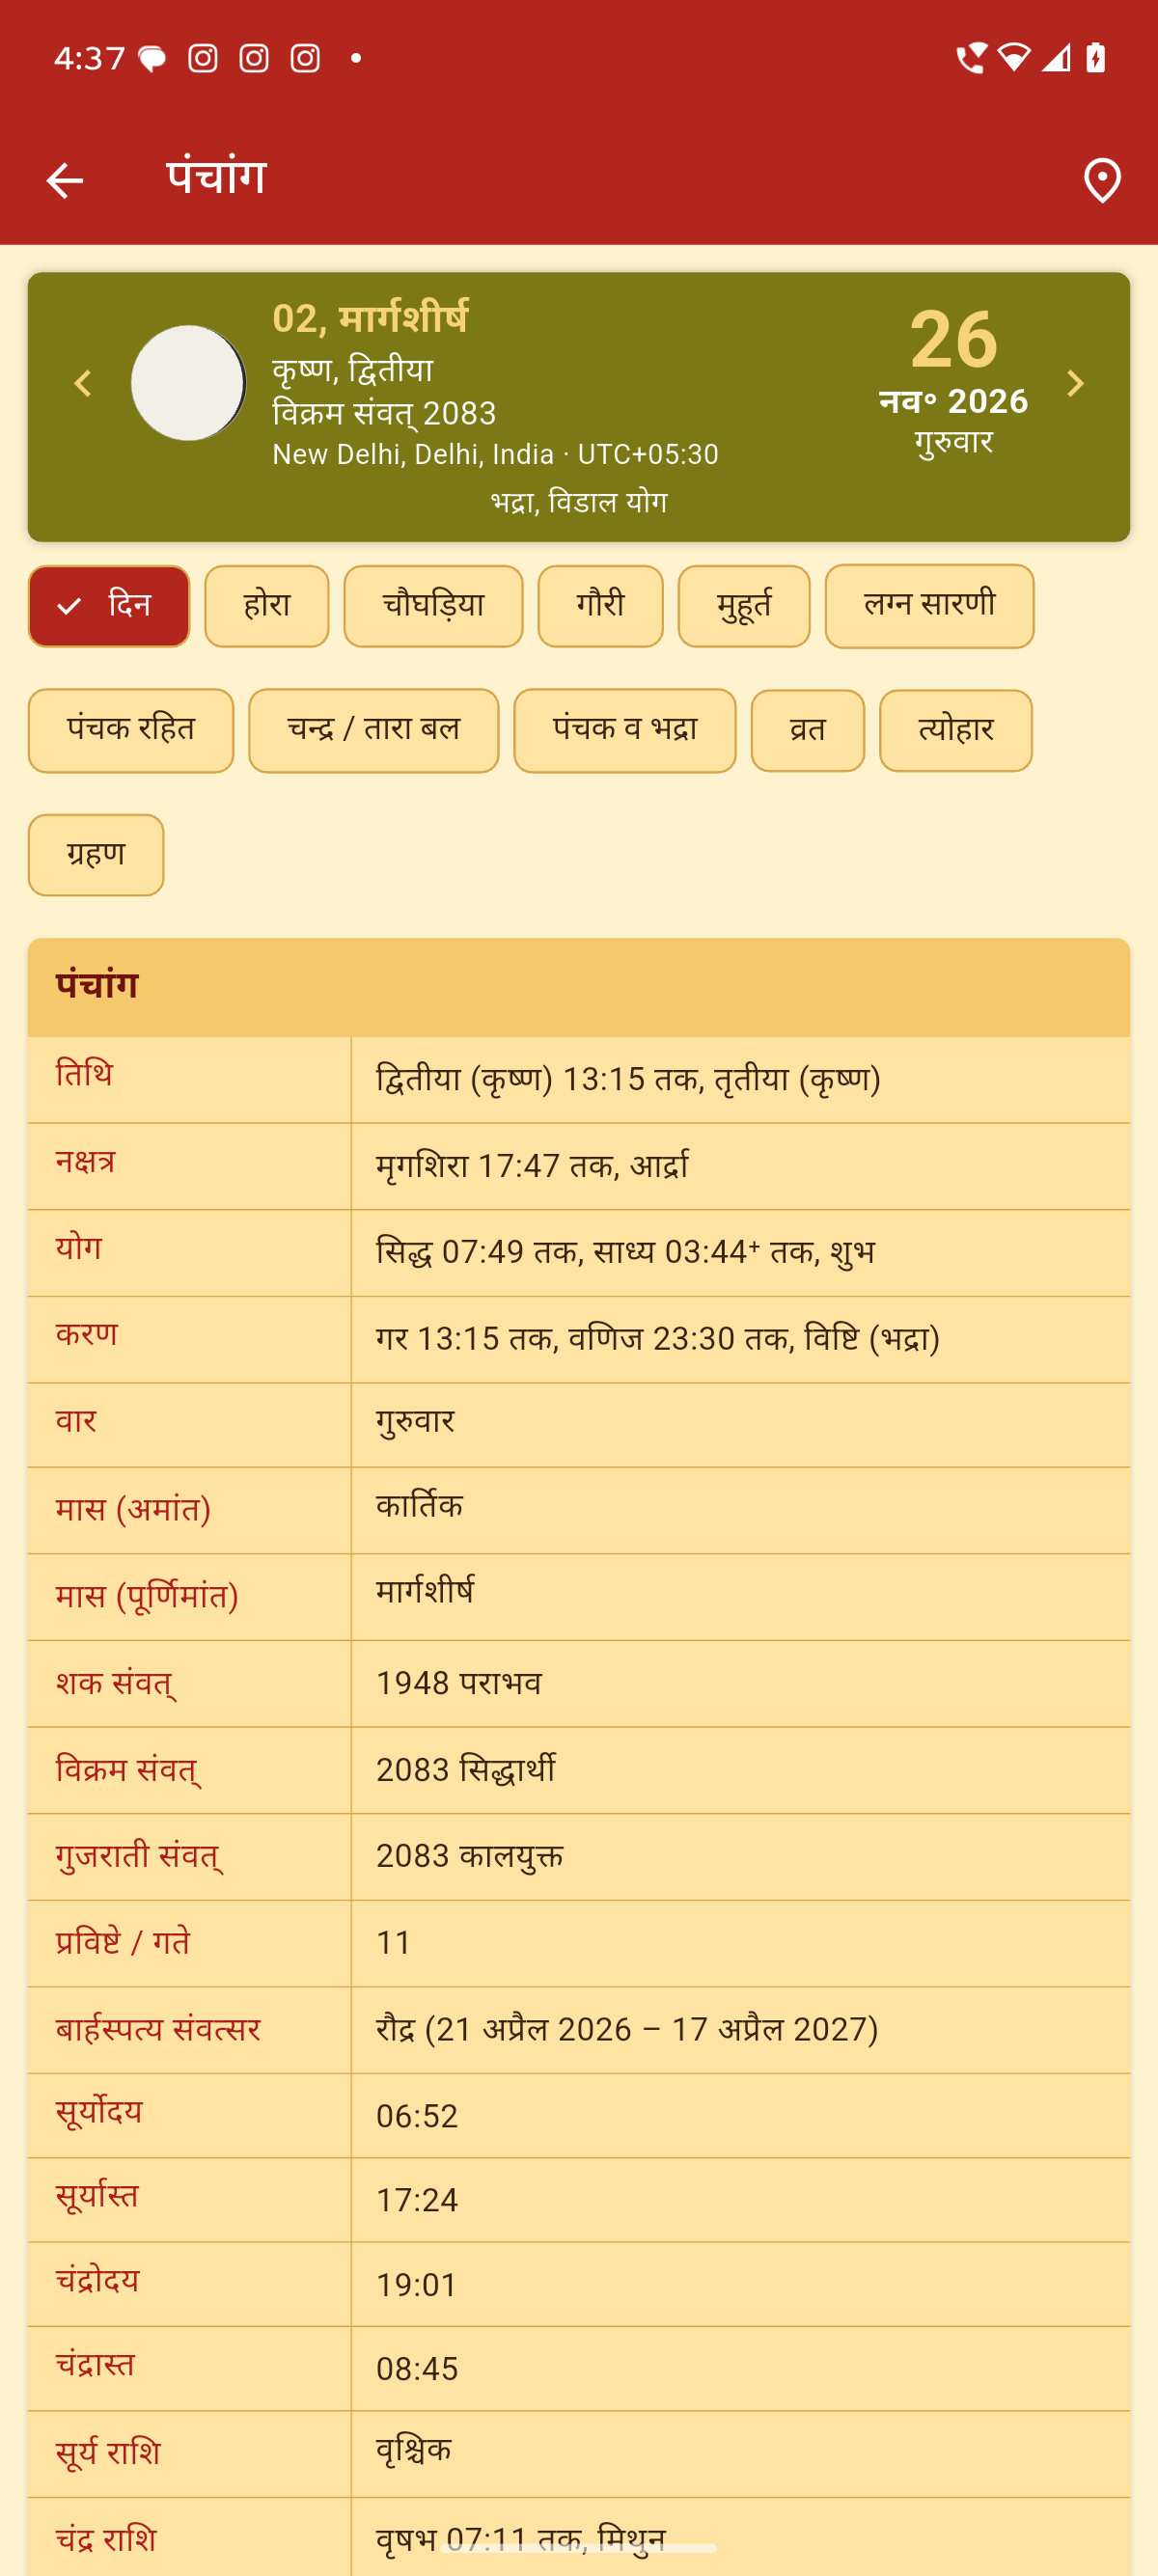 4:37
पंचांग
02, मार्गशीर्ष
कृष्ण, द्वितीया
विक्रम संवत् 2083
New Delhi, Delhi, India · UTC+05:30
26
नव॰ 2026
गुरुवार
भद्रा, विडाल योग
दिन होरा चौघड़िया गौरी मुहूर्त लग्न सारणी
पंचक रहित चन्द्र / तारा बल पंचक व भद्रा व्रत त्योहार
ग्रहण
पंचांग
तिथि द्वितीया (कृष्ण) 13:15 तक, तृतीया (कृष्ण)
नक्षत्र मृगशिरा 17:47 तक, आर्द्रा
योग सिद्ध 07:49 तक, साध्य 03:44⁺ तक, शुभ
करण गर 13:15 तक, वणिज 23:30 तक, विष्टि (भद्रा)
वार गुरुवार
मास (अमांत) कार्तिक
मास (पूर्णिमांत) मार्गशीर्ष
शक संवत् 1948 पराभव
विक्रम संवत् 2083 सिद्धार्थी
गुजराती संवत् 2083 कालयुक्त
प्रविष्टे / गते 11
बार्हस्पत्य संवत्सर रौद्र (21 अप्रैल 2026 – 17 अप्रैल 2027)
सूर्योदय 06:52
सूर्यास्त 17:24
चंद्रोदय 19:01
चंद्रास्त 08:45
सूर्य राशि वृश्चिक
चंद्र राशि वृषभ 07:11 तक, मिथुन